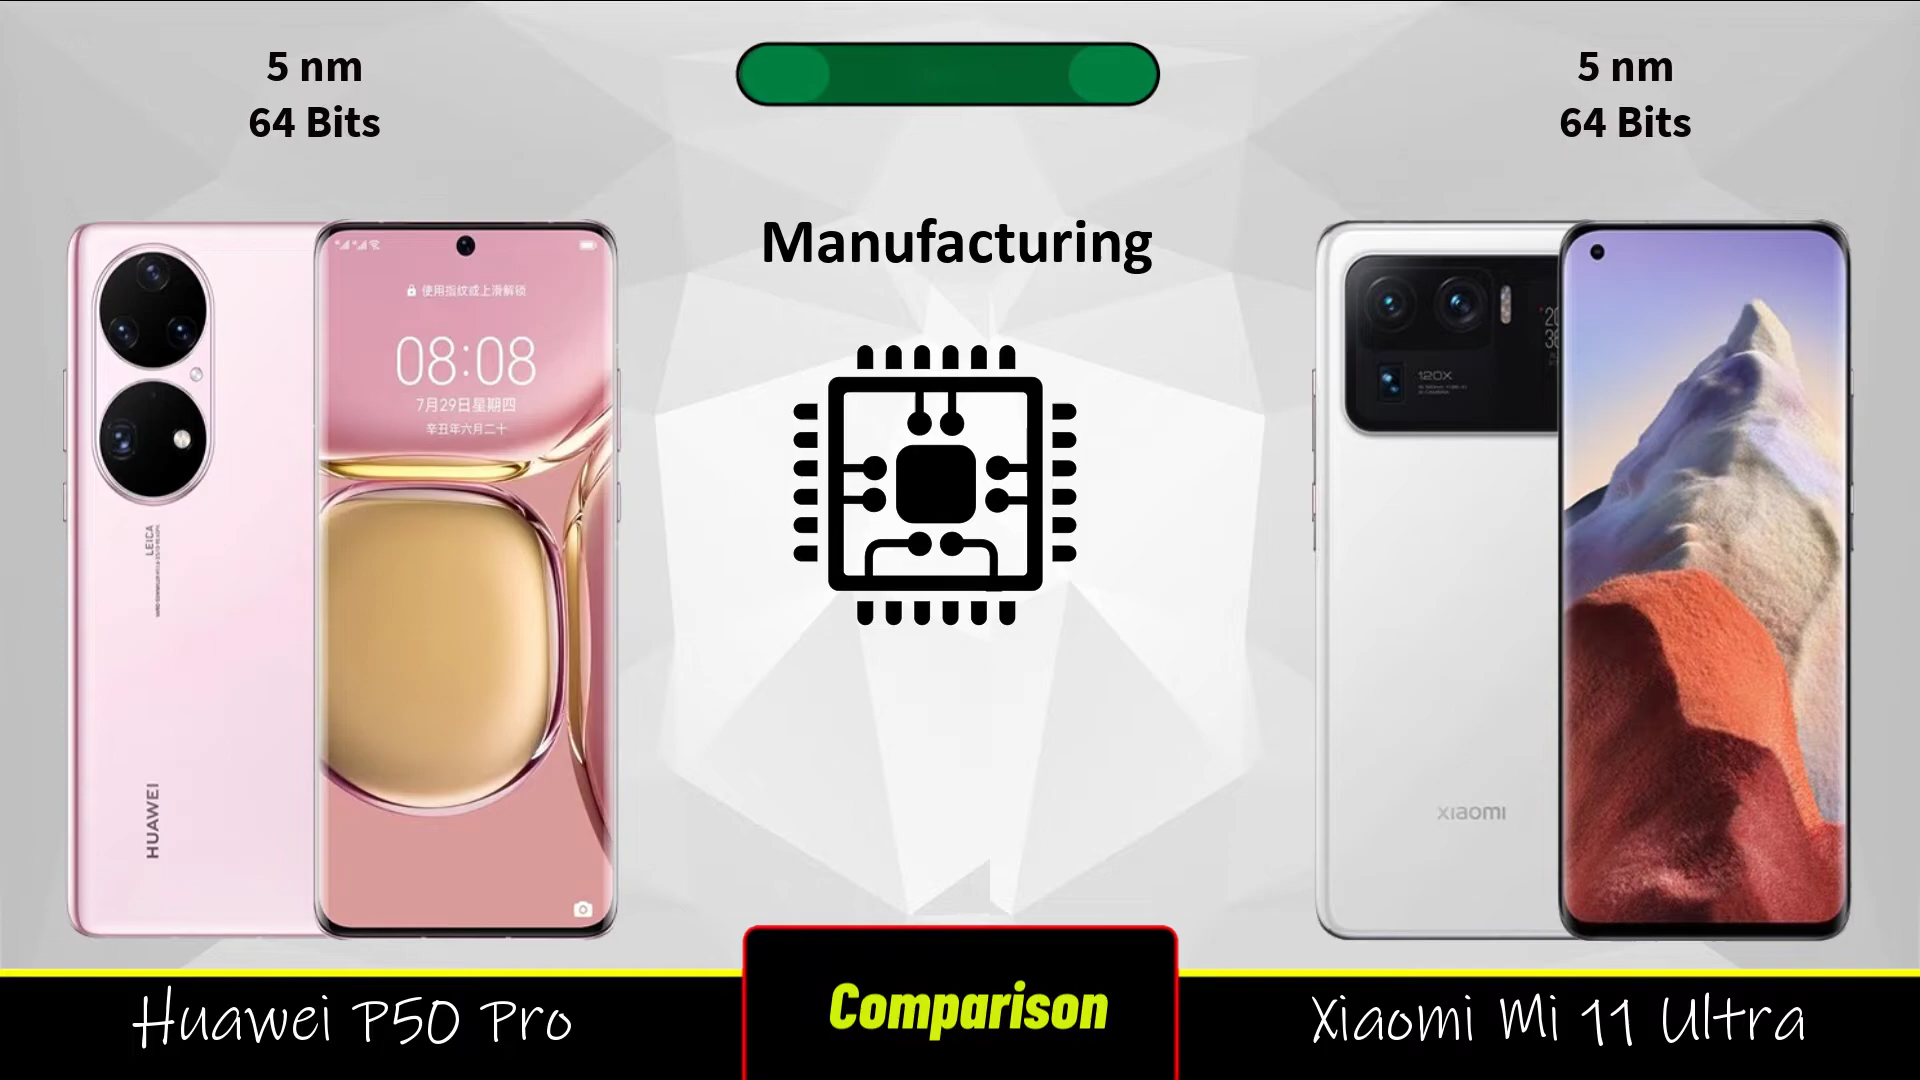 5 nm
64 Bits
5 nm
64 Bits
Manufacturing
使用指纹或上滑解锁
08:08
7月29日星期四
辛丑年六月二十
LEICA
HUAWEI
120X
xiaomi
Huawei P50 Pro
Comparison
Xiaomi Mi 11 Ultra